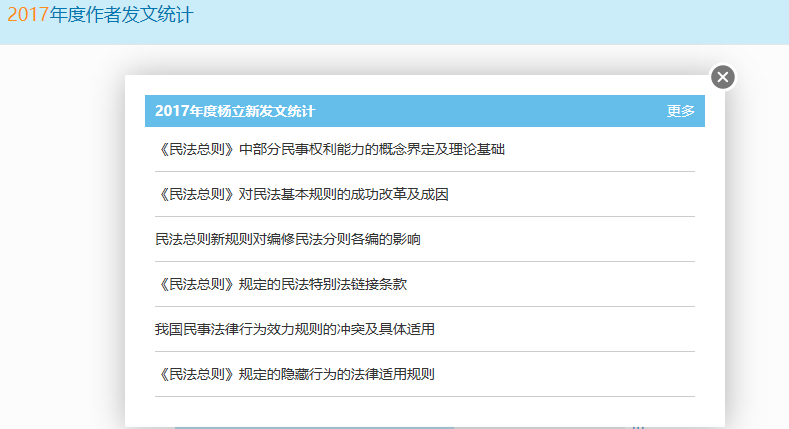 2017年度作者发文统计
2017年度杨立新发文统计 更多
《民法总则》中部分民事权利能力的概念界定及理论基础
《民法总则》对民法基本规则的成功改革及成因
民法总则新规则对编修民法分则各编的影响
《民法总则》规定的民法特别法链接条款
我国民事法律行为效力规则的冲突及具体适用
《民法总则》规定的隐藏行为的法律适用规则